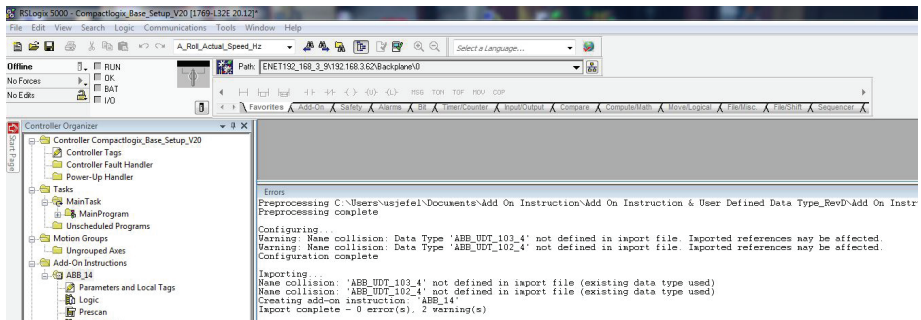 RSLogix 5000 - Compactlogix_Base_Setup_V20 [1769-L32E 20.12]*
File Edit View Search Logic Communications Tools Window Help
A_Roll_Actual_Speed_Hz
Select a Language...
Offline
RUN
Path: ENET192_168_3_9\192.168.3.62\Backplane\0
No Forces
OK
No Edits
BAT
I/O
MSG TON TOP MOV COP
Favorites Add-On Safety Alarms Bit Timer/Counter Input/Output Compare Compute/Math Move/Logical File/Misc. File/Shift Sequencer
Start Page
Controller Organizer
Controller Compactlogix_Base_Setup_V20
Controller Tags
Controller Fault Handler
Power-Up Handler
Tasks
MainTask
MainProgram
Unscheduled Programs
Motion Groups
Ungrouped Axes
Add-On Instructions
ABB_14
Parameters and Local Tags
Logic
Prescan
Errors
Preprocessing C:\Users\usjefel\Documents\Add On Instruction\Add On Instruction & User Defined Data Type_RevD\Add On Instr
Preprocessing complete
Configuring...
Warning: Name collision: Data Type 'ABB_UDT_103_4' not defined in import file. Imported references may be affected.
Warning: Name collision: Data Type 'ABB_UDT_102_4' not defined in import file. Imported references may be affected.
Configuration complete
Importing...
Name collision: 'ABB_UDT_103_4' not defined in import file (existing data type used)
Name collision: 'ABB_UDT_102_4' not defined in import file (existing data type used)
Creating add-on instruction: 'ABB_14'
Import complete - 0 error(s), 2 warning(s)